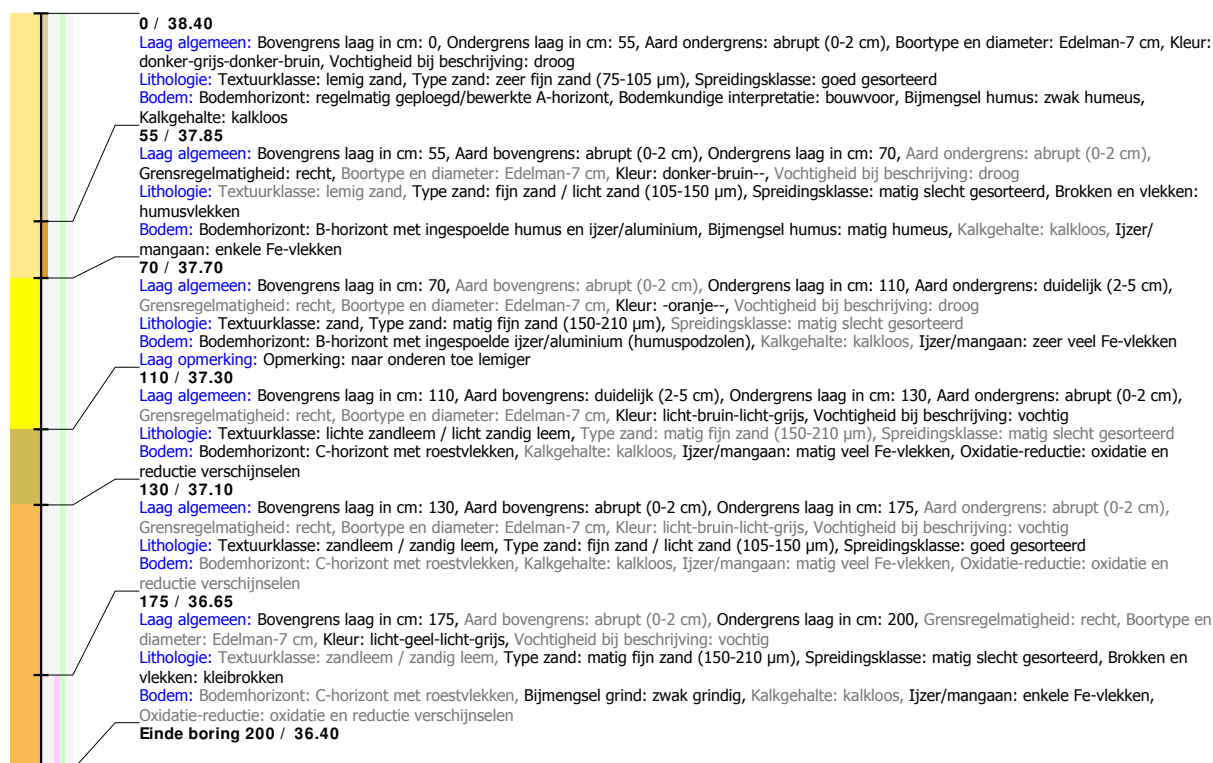 0 / 38.40
Laag algemeen: Bovengrens laag in cm: 0, Ondergrens laag in cm: 55, Aard ondergrens: abrupt (0-2 cm), Boortype en diameter: Edelman-7 cm, Kleur:
donker-grijs-donker-bruin, Vochtigheid bij beschrijving: droog
Lithologie: Textuurklasse: lemig zand, Type zand: zeer fijn zand (75-105 µm), Spreidingsklasse: goed gesorteerd
Bodem: Bodemhorizont: regelmatig geploegd/bewerkte A-horizont, Bodemkundige interpretatie: bouwvoor, Bijmengsel humus: zwak humeus,
Kalkgehalte: kalkloos
55 / 37.85
Laag algemeen: Bovengrens laag in cm: 55, Aard bovengrens: abrupt (0-2 cm), Ondergrens laag in cm: 70, Aard ondergrens: abrupt (0-2 cm),
Grensregelmatigheid: recht, Boortype en diameter: Edelman-7 cm, Kleur: donker-bruin--, Vochtigheid bij beschrijving: droog
Lithologie: Textuurklasse: lemig zand, Type zand: fijn zand / licht zand (105-150 µm), Spreidingsklasse: matig slecht gesorteerd, Brokken en vlekken:
humusvlekken
Bodem: Bodemhorizont: B-horizont met ingespoelde humus en ijzer/aluminium, Bijmengsel humus: matig humeus, Kalkgehalte: kalkloos, Ijzer/
mangaan: enkele Fe-vlekken
70 / 37.70
Laag algemeen: Bovengrens laag in cm: 70, Aard bovengrens: abrupt (0-2 cm), Ondergrens laag in cm: 110, Aard ondergrens: duidelijk (2-5 cm),
Grensregelmatigheid: recht, Boortype en diameter: Edelman-7 cm, Kleur: -oranje--, Vochtigheid bij beschrijving: droog
Lithologie: Textuurklasse: zand, Type zand: matig fijn zand (150-210 µm), Spreidingsklasse: matig slecht gesorteerd
Bodem: Bodemhorizont: B-horizont met ingespoelde ijzer/aluminium (humuspodzolen), Kalkgehalte: kalkloos, Ijzer/mangaan: zeer veel Fe-vlekken
Laag opmerking: Opmerking: naar onderen toe lemiger
110 / 37.30
Laag algemeen: Bovengrens laag in cm: 110, Aard bovengrens: duidelijk (2-5 cm), Ondergrens laag in cm: 130, Aard ondergrens: abrupt (0-2 cm),
Grensregelmatigheid: recht, Boortype en diameter: Edelman-7 cm, Kleur: licht-bruin-licht-grijs, Vochtigheid bij beschrijving: vochtig
Lithologie: Textuurklasse: lichte zandleem / licht zandig leem, Type zand: matig fijn zand (150-210 µm), Spreidingsklasse: matig slecht gesorteerd
Bodem: Bodemhorizont: C-horizont met roestvlekken, Kalkgehalte: kalkloos, Ijzer/mangaan: matig veel Fe-vlekken, Oxidatie-reductie: oxidatie en
reductie verschijnselen
130 / 37.10
Laag algemeen: Bovengrens laag in cm: 130, Aard bovengrens: abrupt (0-2 cm), Ondergrens laag in cm: 175, Aard ondergrens: abrupt (0-2 cm),
Grensregelmatigheid: recht, Boortype en diameter: Edelman-7 cm, Kleur: licht-bruin-licht-grijs, Vochtigheid bij beschrijving: vochtig
Lithologie: Textuurklasse: zandleem / zandig leem, Type zand: fijn zand / licht zand (105-150 µm), Spreidingsklasse: goed gesorteerd
Bodem: Bodemhorizont: C-horizont met roestvlekken, Kalkgehalte: kalkloos, Ijzer/mangaan: matig veel Fe-vlekken, Oxidatie-reductie: oxidatie en
reductie verschijnselen
175 / 36.65
Laag algemeen: Bovengrens laag in cm: 175, Aard bovengrens: abrupt (0-2 cm), Ondergrens laag in cm: 200, Grensregelmatigheid: recht, Boortype en
diameter: Edelman-7 cm, Kleur: licht-geel-licht-grijs, Vochtigheid bij beschrijving: vochtig
Lithologie: Textuurklasse: zandleem / zandig leem, Type zand: matig fijn zand (150-210 µm), Spreidingsklasse: matig slecht gesorteerd, Brokken en
vlekken: kleibrokken
Bodem: Bodemhorizont: C-horizont met roestvlekken, Bijmengsel grind: zwak grindig, Kalkgehalte: kalkloos, Ijzer/mangaan: enkele Fe-vlekken,
Oxidatie-reductie: oxidatie en reductie verschijnselen
Einde boring 200 / 36.40